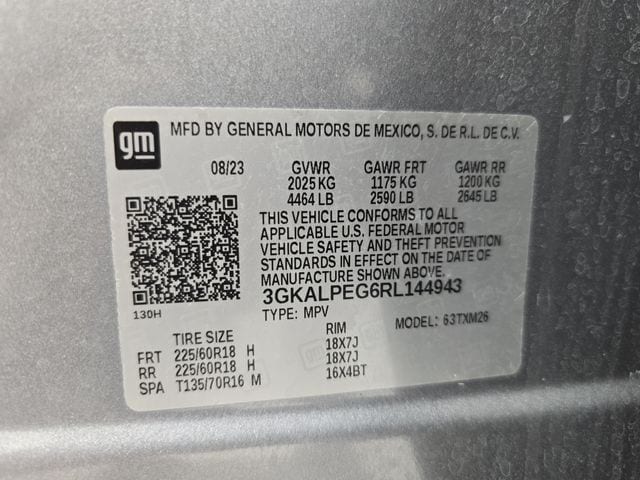 gm
MFD BY GENERAL MOTORS DE MEXICO, S. DE R.L. DE C.V.
08/23 GVWR GAWR FRT GAWR RR
2025 KG 1175 KG 1200 KG
4464 LB 2590 LB 2645 LB
THIS VEHICLE CONFORMS TO ALL
APPLICABLE U.S. FEDERAL MOTOR
VEHICLE SAFETY AND THEFT PREVENTION
STANDARDS IN EFFECT ON THE DATE OF
MANUFACTURE SHOWN ABOVE.
3GKALPEG6RL144943
130H
TYPE: MPV
MODEL: 63TXM26
TIRE SIZE RIM
FRT 225/60R18 H 18X7J
RR 225/60R18 H 18X7J
SPA T135/70R16 M 16X4BT